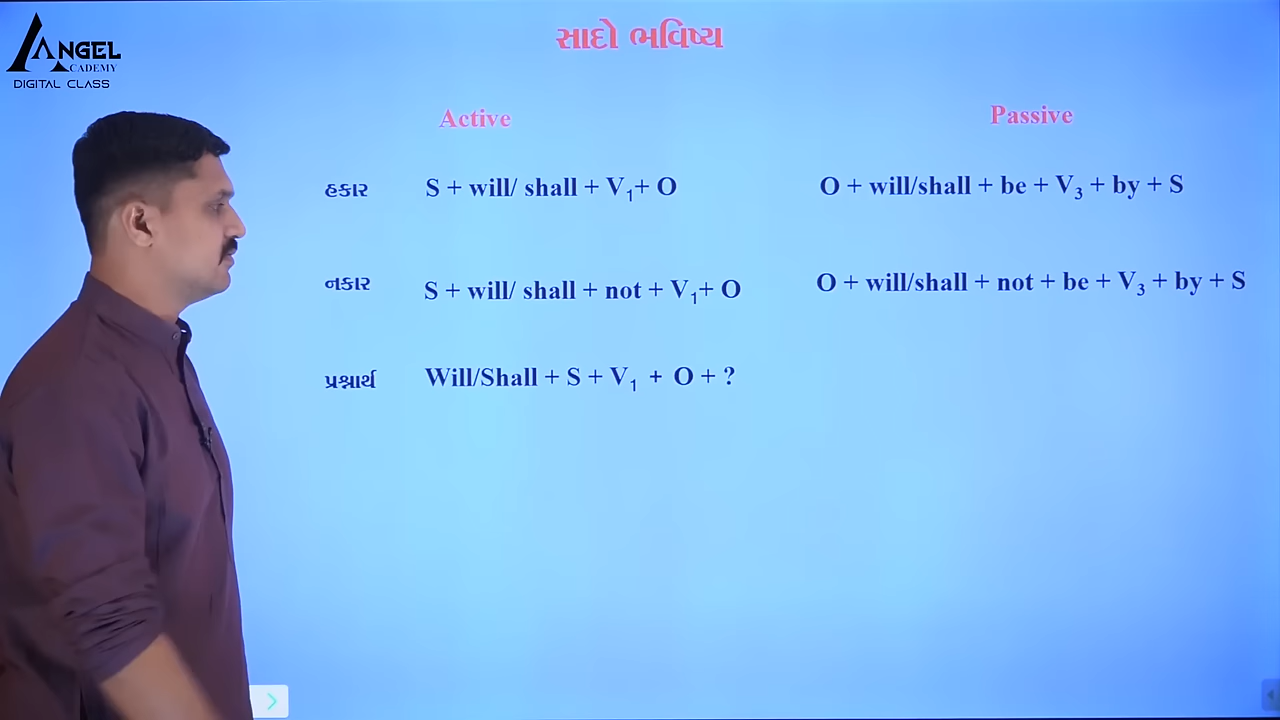 ANGEL
ACADEMY
DIGITAL CLASS
સાદો ભવિષ્ય
Active Passive
હકાર S + will/ shall + V₁+ O O + will/shall + be + V₃ + by + S
નકાર S + will/ shall + not + V₁+ O O + will/shall + not + be + V₃ + by + S
પ્રશ્નાર્થ Will/Shall + S + V₁ + O + ?